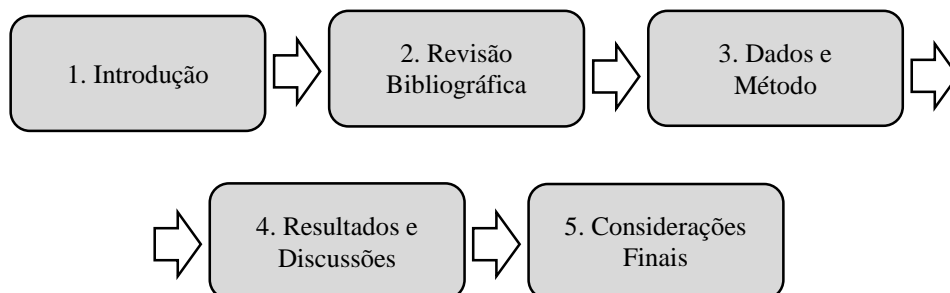 1. Introdução
2. Revisão
Bibliográfica
3. Dados e
Método
4. Resultados e
Discussões
5. Considerações
Finais